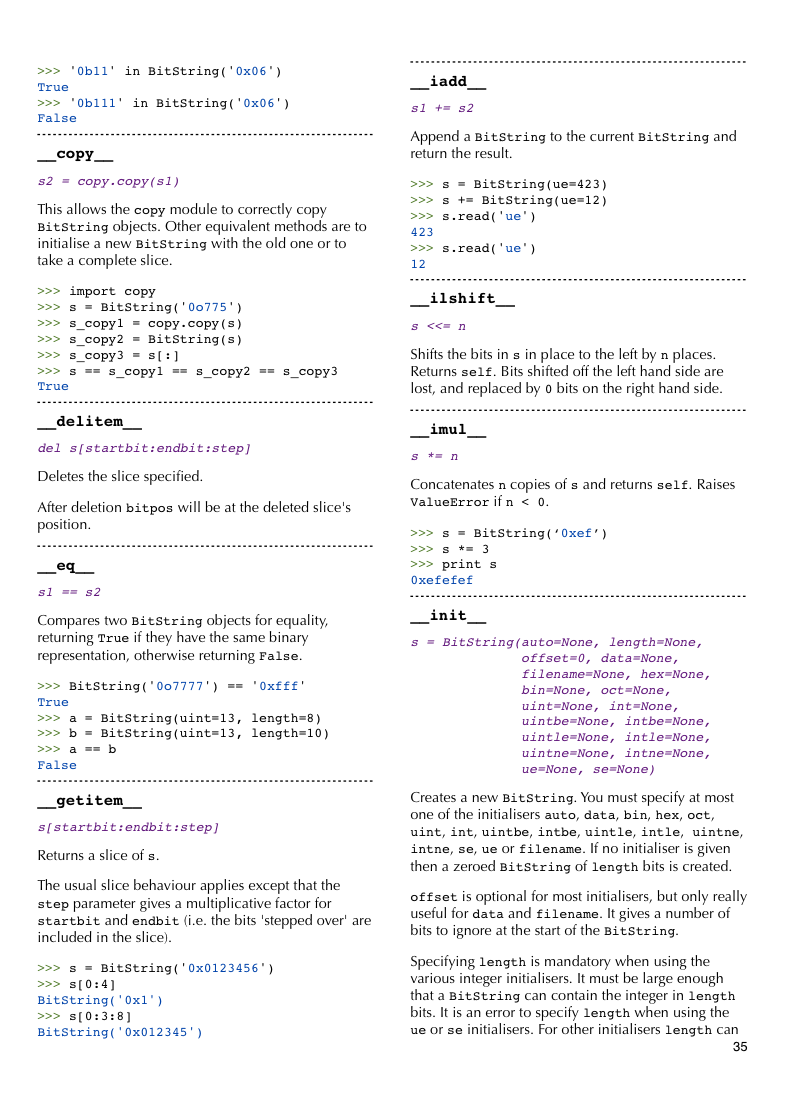 >>> '0b11' in BitString('0x06')
True
>>> '0b111' in BitString('0x06')
False
__copy__
s2 = copy.copy(s1)
This allows the copy module to correctly copy
BitString objects. Other equivalent methods are to
initialise a new BitString with the old one or to
take a complete slice.
>>> import copy
>>> s = BitString('0o775')
>>> s_copy1 = copy.copy(s)
>>> s_copy2 = BitString(s)
>>> s_copy3 = s[:]
>>> s == s_copy1 == s_copy2 == s_copy3
True
__delitem__
del s[startbit:endbit:step]
Deletes the slice specified.
After deletion bitpos will be at the deleted slice's
position.
__eq__
s1 == s2
Compares two BitString objects for equality,
returning True if they have the same binary
representation, otherwise returning False.
>>> BitString('0o7777') == '0xfff'
True
>>> a = BitString(uint=13, length=8)
>>> b = BitString(uint=13, length=10)
>>> a == b
False
__getitem__
s[startbit:endbit:step]
Returns a slice of s.
The usual slice behaviour applies except that the
step parameter gives a multiplicative factor for
startbit and endbit (i.e. the bits 'stepped over' are
included in the slice).
>>> s = BitString('0x0123456')
>>> s[0:4]
BitString('0x1')
>>> s[0:3:8]
BitString('0x012345')
__iadd__
s1 += s2
Append a BitString to the current BitString and
return the result.
>>> s = BitString(ue=423)
>>> s += BitString(ue=12)
>>> s.read('ue')
423
>>> s.read('ue')
12
__ilshift__
s <<= n
Shifts the bits in s in place to the left by n places.
Returns self. Bits shifted off the left hand side are
lost, and replaced by 0 bits on the right hand side.
__imul__
s *= n
Concatenates n copies of s and returns self. Raises
ValueError if n < 0.
>>> s = BitString(‘0xef’)
>>> s *= 3
>>> print s
0xefefef
__init__
s = BitString(auto=None, length=None,
offset=0, data=None,
filename=None, hex=None,
bin=None, oct=None,
uint=None, int=None,
uintbe=None, intbe=None,
uintle=None, intle=None,
uintne=None, intne=None,
ue=None, se=None)
Creates a new BitString. You must specify at most
one of the initialisers auto, data, bin, hex, oct,
uint, int, uintbe, intbe, uintle, intle, uintne,
intne, se, ue or filename. If no initialiser is given
then a zeroed BitString of length bits is created.
offset is optional for most initialisers, but only really
useful for data and filename. It gives a number of
bits to ignore at the start of the BitString.
Specifying length is mandatory when using the
various integer initialisers. It must be large enough
that a BitString can contain the integer in length
bits. It is an error to specify length when using the
ue or se initialisers. For other initialisers length can
35